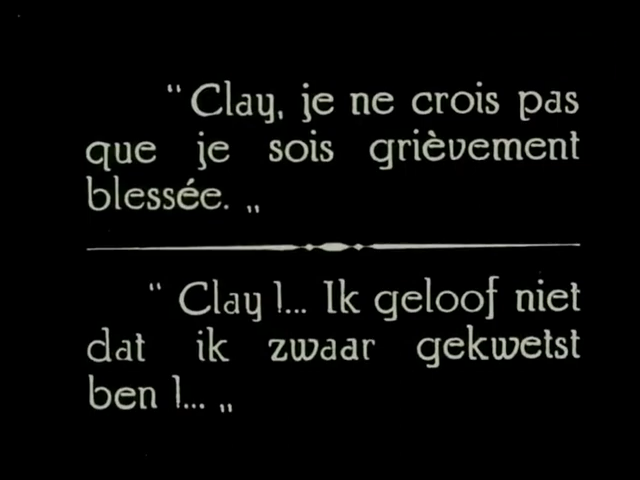 “ Clay, je ne crois pas
que je sois grièvement
blessée. „
“ Clay !... Ik geloof niet
dat ik zwaar gekwetst
ben !... „